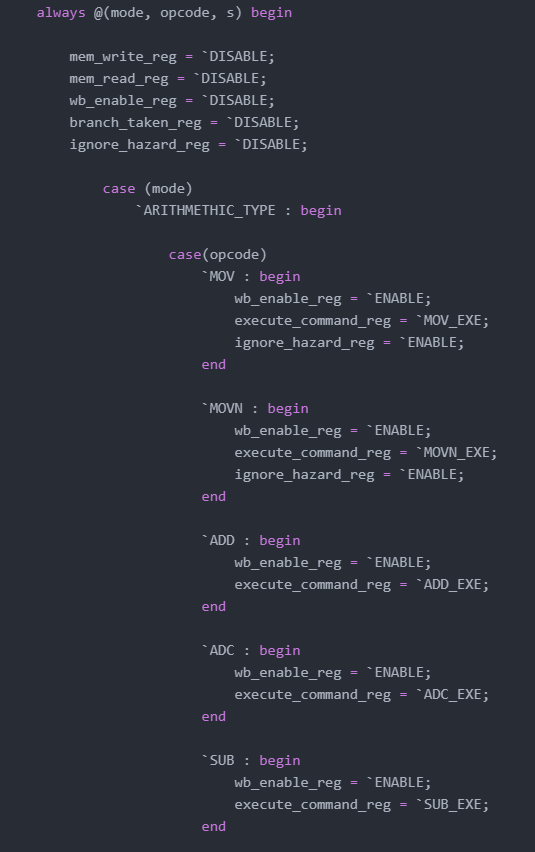 always @(mode, opcode, s) begin
mem_write_reg = `DISABLE;
mem_read_reg = `DISABLE;
wb_enable_reg = `DISABLE;
branch_taken_reg = `DISABLE;
ignore_hazard_reg = `DISABLE;
case (mode)
`ARITHMETHIC_TYPE : begin
case(opcode)
`MOV : begin
wb_enable_reg = `ENABLE;
execute_command_reg = `MOV_EXE;
ignore_hazard_reg = `ENABLE;
end
`MOVN : begin
wb_enable_reg = `ENABLE;
execute_command_reg = `MOVN_EXE;
ignore_hazard_reg = `ENABLE;
end
`ADD : begin
wb_enable_reg = `ENABLE;
execute_command_reg = `ADD_EXE;
end
`ADC : begin
wb_enable_reg = `ENABLE;
execute_command_reg = `ADC_EXE;
end
`SUB : begin
wb_enable_reg = `ENABLE;
execute_command_reg = `SUB_EXE;
end